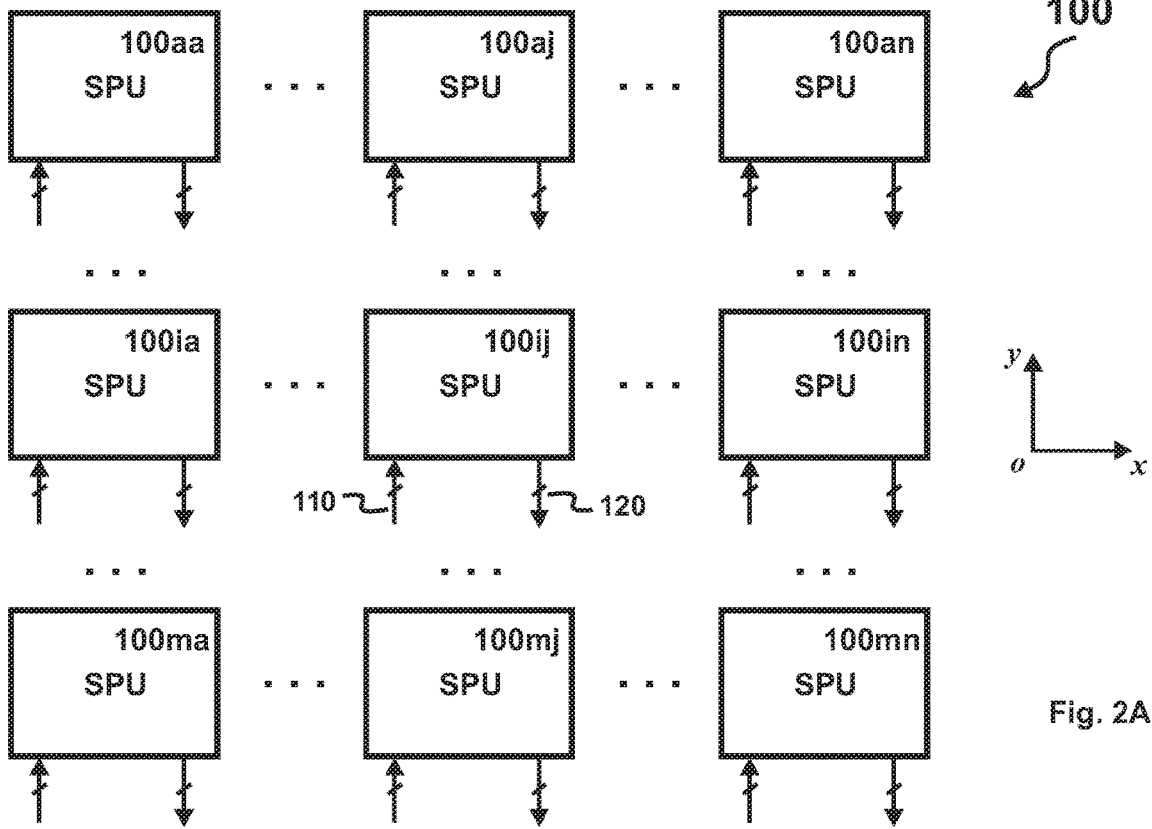 100
100aa 100aj 100an
SPU . . . SPU . . . SPU
. . . . . . . . .
100ia 100ij 100in
SPU . . . SPU . . . SPU
y
o x
110 120
. . . . . . . . .
100ma 100mj 100mn
SPU . . . SPU . . . SPU
Fig. 2A